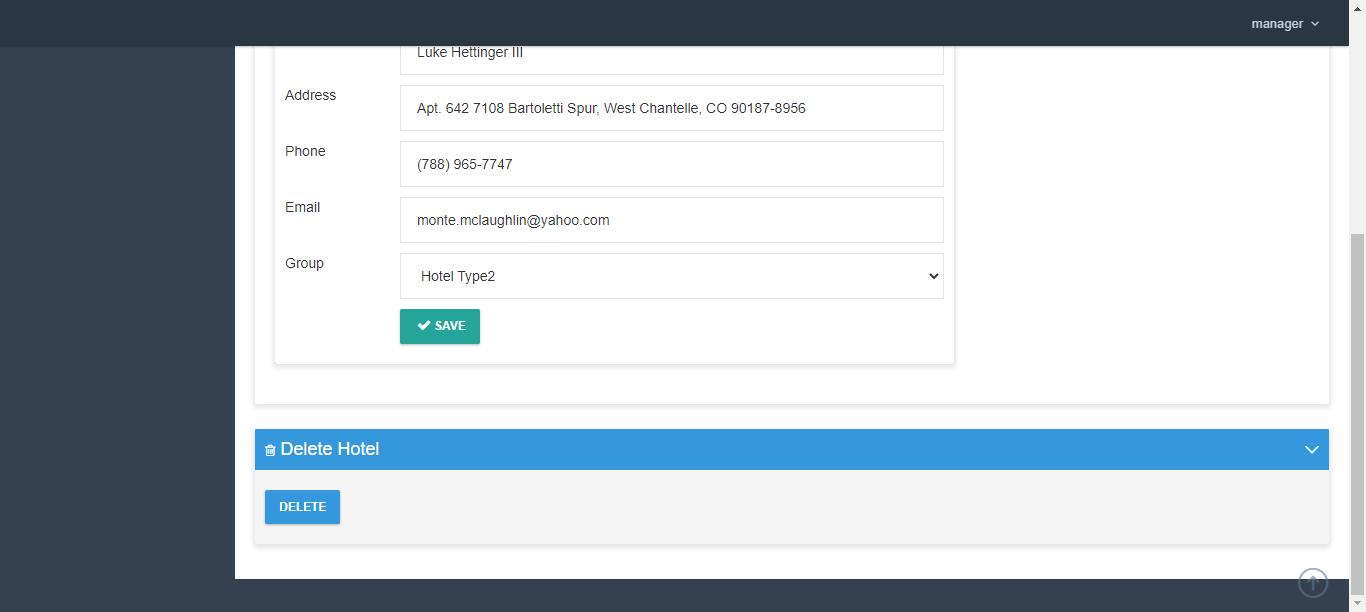 manager
Luke Hettinger III
Address
Apt. 642 7108 Bartoletti Spur, West Chantelle, CO 90187-8956
Phone
(788) 965-7747
Email
monte.mclaughlin@yahoo.com
Group
Hotel Type2
SAVE
Delete Hotel
DELETE